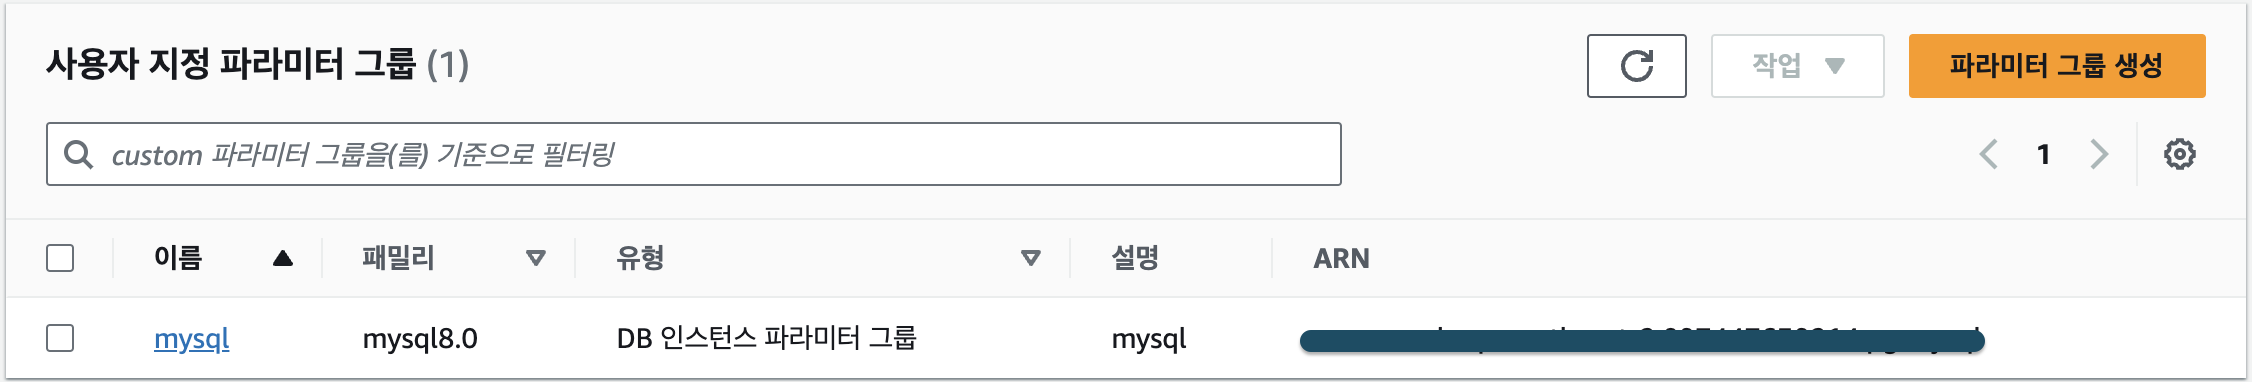 사용자 지정 파라미터 그룹 (1)
작업
파라미터 그룹 생성
custom 파라미터 그룹을(를) 기준으로 필터링
1
이름 패밀리 유형 설명 ARN
mysql mysql8.0 DB 인스턴스 파라미터 그룹 mysql